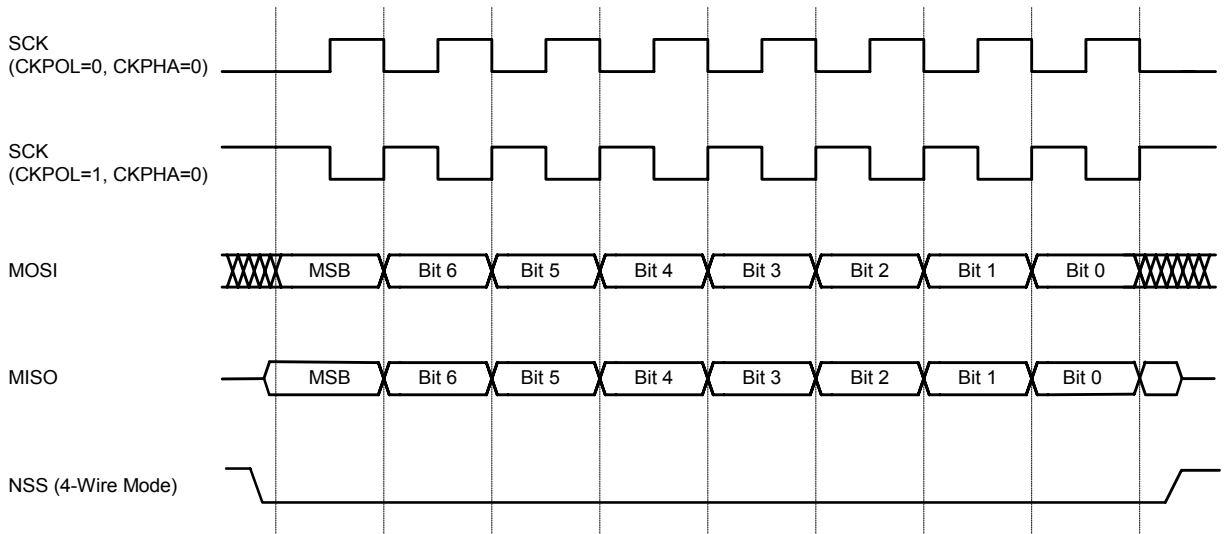 SCK
(CKPOL=0, CKPHA=0)
SCK
(CKPOL=1, CKPHA=0)
MOSI
MSB Bit 6 Bit 5 Bit 4 Bit 3 Bit 2 Bit 1 Bit 0
MISO
MSB Bit 6 Bit 5 Bit 4 Bit 3 Bit 2 Bit 1 Bit 0
NSS (4-Wire Mode)